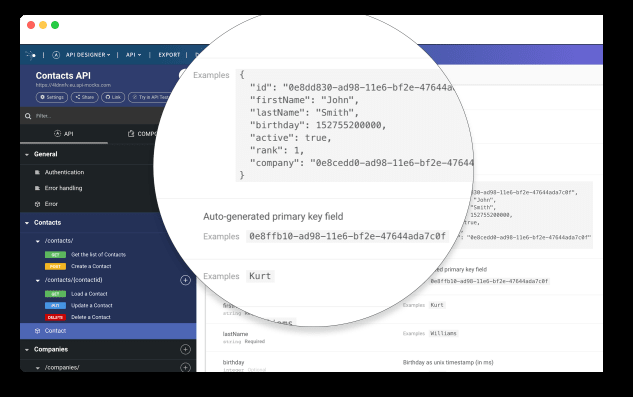 API DESIGNER
API
EXPORT
Contacts API
https://4ldnnfv.eu.api-mocks.com
Settings
Share
Link
Try in API
Filter...
API
General
Authentication
Error handling
Error
Contacts
/contacts/
GET Get the list of Contacts
POST Create a Contact
/contacts/{contactId}
GET Load a Contact
PUT Update a Contact
DELETE Delete a Contact
Contact
Companies
/companies/
Examples {
"id": "0e8dd830-ad98-11e6-bf2e-47644a
"firstName": "John",
"lastName": "Smith",
"birthday": 152755200000,
"active": true,
"rank": 1,
"company": "0e8cedd0-ad98-11e6-bf2e-47644
}
Auto-generated primary key field
Examples 0e8ffb10-ad98-11e6-bf2e-47644ada7c0f
Examples Kurt
830-ad98-11e6-bf2e-47644ada7c0f",
"John",
"Smith",
152755200000,
true,
"0e8cedd0-ad98-11e6-bf2e-47644ada7c0f"
ed primary key field
0e8ffb10-ad98-11e6-bf2e-47644ada7c0f
string
Examples Kurt
lastName
string Required
Examples Williams
birthday
Birthday as unix timestamp (in ms)